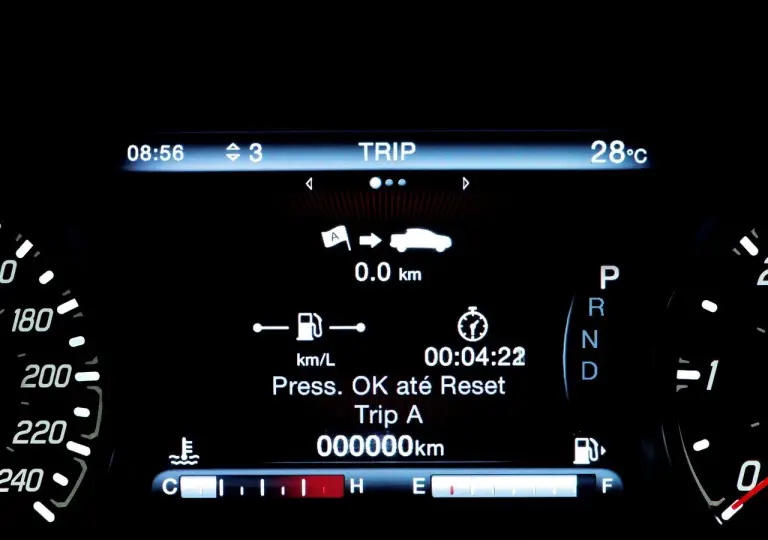 08:56 3 TRIP 28°C
A
0.0 km
P
R
N
D
km/L 00:04:22
Press. OK até Reset
Trip A
000000km
C H E F
180
200
220
240
2
1
0